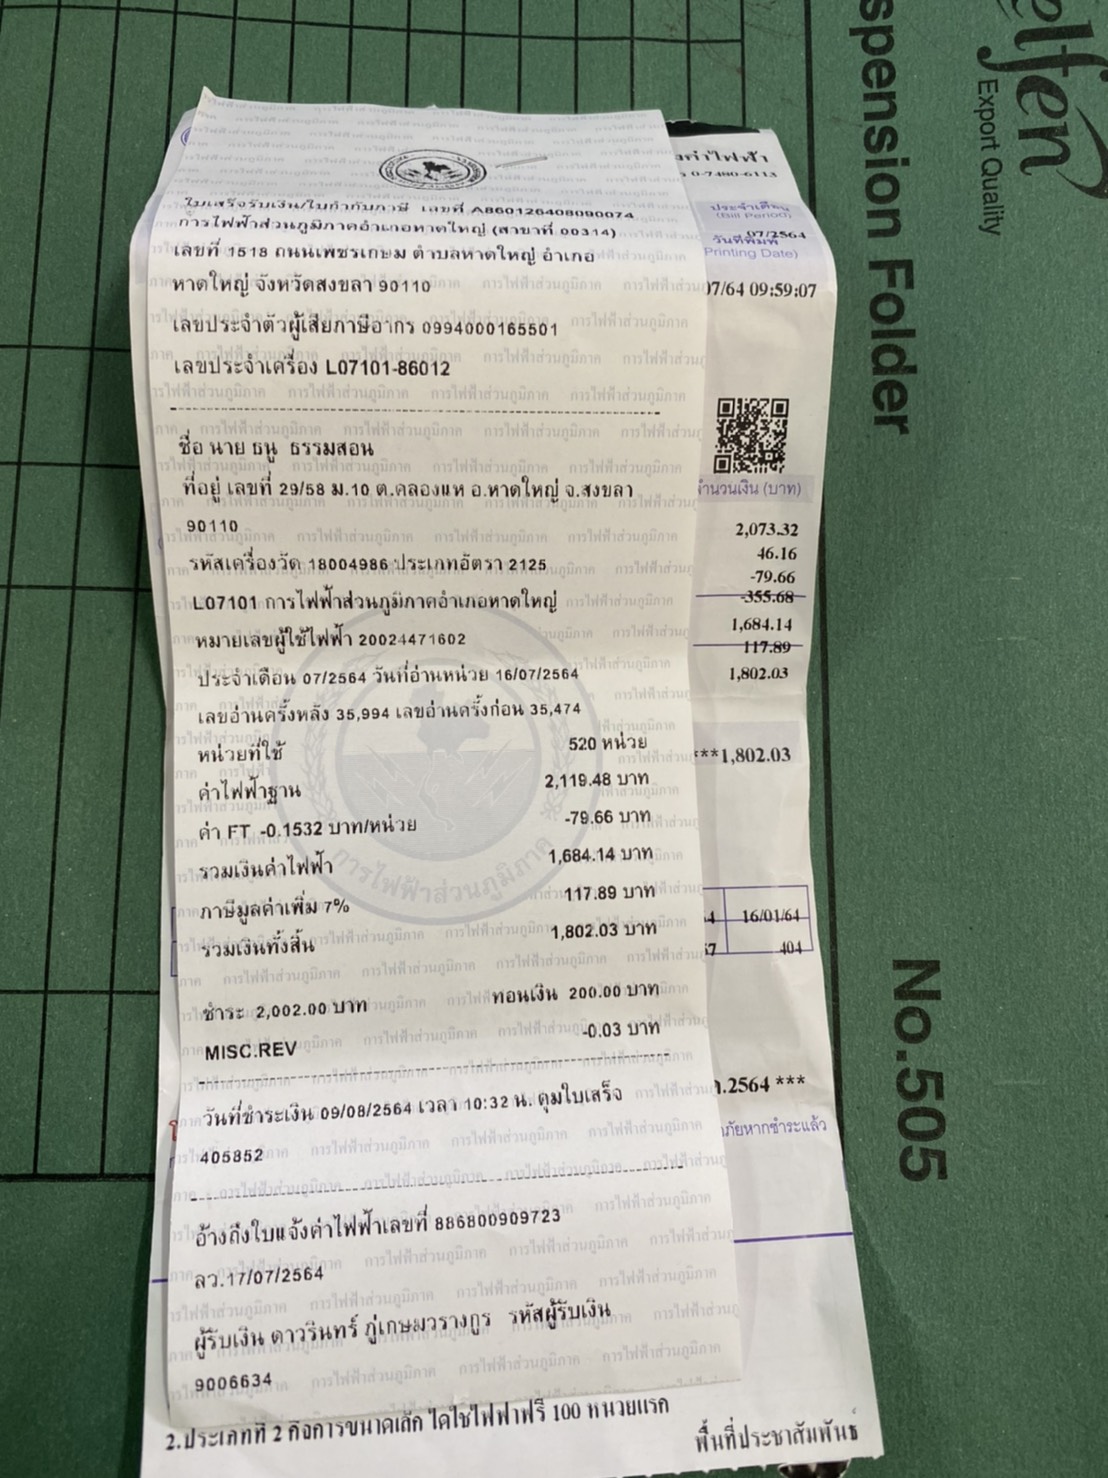 ใบเสร็จรับเงิน/ใบกำกับภาษี เลขที่ A860126408090074
การไฟฟ้าส่วนภูมิภาคอำเภอหาดใหญ่ (สาขาที่ 00314)
เลขที่ 1518 ถนนเพชรเกษม ตำบลหาดใหญ่ อำเภอ
หาดใหญ่ จังหวัดสงขลา 90110
เลขประจำตัวผู้เสียภาษีอากร 0994000165501
เลขประจำเครื่อง L07101-86012
ชื่อ นาย ธนู ธรรมสอน
ที่อยู่ เลขที่ 29/58 ม.10 ต.คลองแห อ.หาดใหญ่ จ.สงขลา
90110
รหัสเครื่องวัด 18004986 ประเภทอัตรา 2125
L07101 การไฟฟ้าส่วนภูมิภาคอำเภอหาดใหญ่
หมายเลขผู้ใช้ไฟฟ้า 20024471602
ประจำเดือน 07/2564 วันที่อ่านหน่วย 16/07/2564
เลขอ่านครั้งหลัง 35,994 เลขอ่านครั้งก่อน 35,474
หน่วยที่ใช้ 520 หน่วย
ค่าไฟฟ้าฐาน 2,119.48 บาท
ค่า FT -0.1532 บาท/หน่วย -79.66 บาท
รวมเงินค่าไฟฟ้า 1,684.14 บาท
ภาษีมูลค่าเพิ่ม 7% 117.89 บาท
รวมเงินทั้งสิ้น 1,802.03 บาท
ชำระ 2,002.00 บาท ทอนเงิน 200.00 บาท
MISC.REV -0.03 บาท
วันที่ชำระเงิน 09/08/2564 เวลา 10:32 น. คุมใบเสร็จ
405852
อ้างถึงใบแจ้งค่าไฟฟ้าเลขที่ 886800909723
ลว.17/07/2564
ผู้รับเงิน ดาวรินทร์ ภู่เกษมวรางกูร รหัสผู้รับเงิน
9006634
2.ประเภทที่ 2 กิจการขนาดเล็ก ได้ใช้ไฟฟ้าฟรี 100 หน่วยแรก
พื้นที่ประชาสัมพันธ์
ค่าไฟฟ้า
0-7480-6113
ประจำเดือน
(Bill Period)
07/2564
วันที่พิมพ์
Printing Date)
07/64 09:59:07
จำนวนเงิน (บาท)
2,073.32
46.16
-79.66
-355.68
1,684.14
117.89
1,802.03
***1,802.03
16/01/64
404
.2564 ***
ภัยหากชำระแล้ว
การไฟฟ้าส่วนภูมิภาค
elfen
Export Quality
spension Folder
No.505